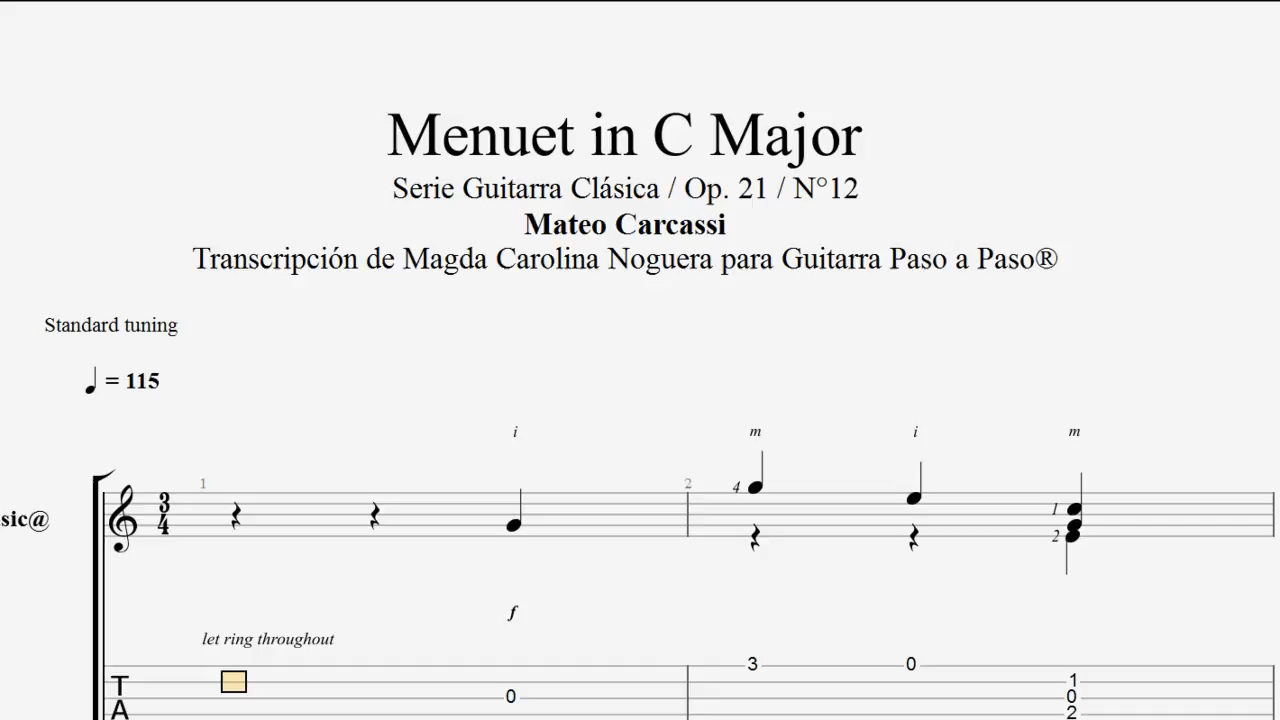 Menuet in C Major
Serie Guitarra Clásica / Op. 21 / N°12
Mateo Carcassi
Transcripción de Magda Carolina Noguera para Guitarra Paso a Paso®
Standard tuning
= 115
i m i m
1 2
4 1
3
4
sic@
2
f
let ring throughout
3 0
T 1
0 0
A 2